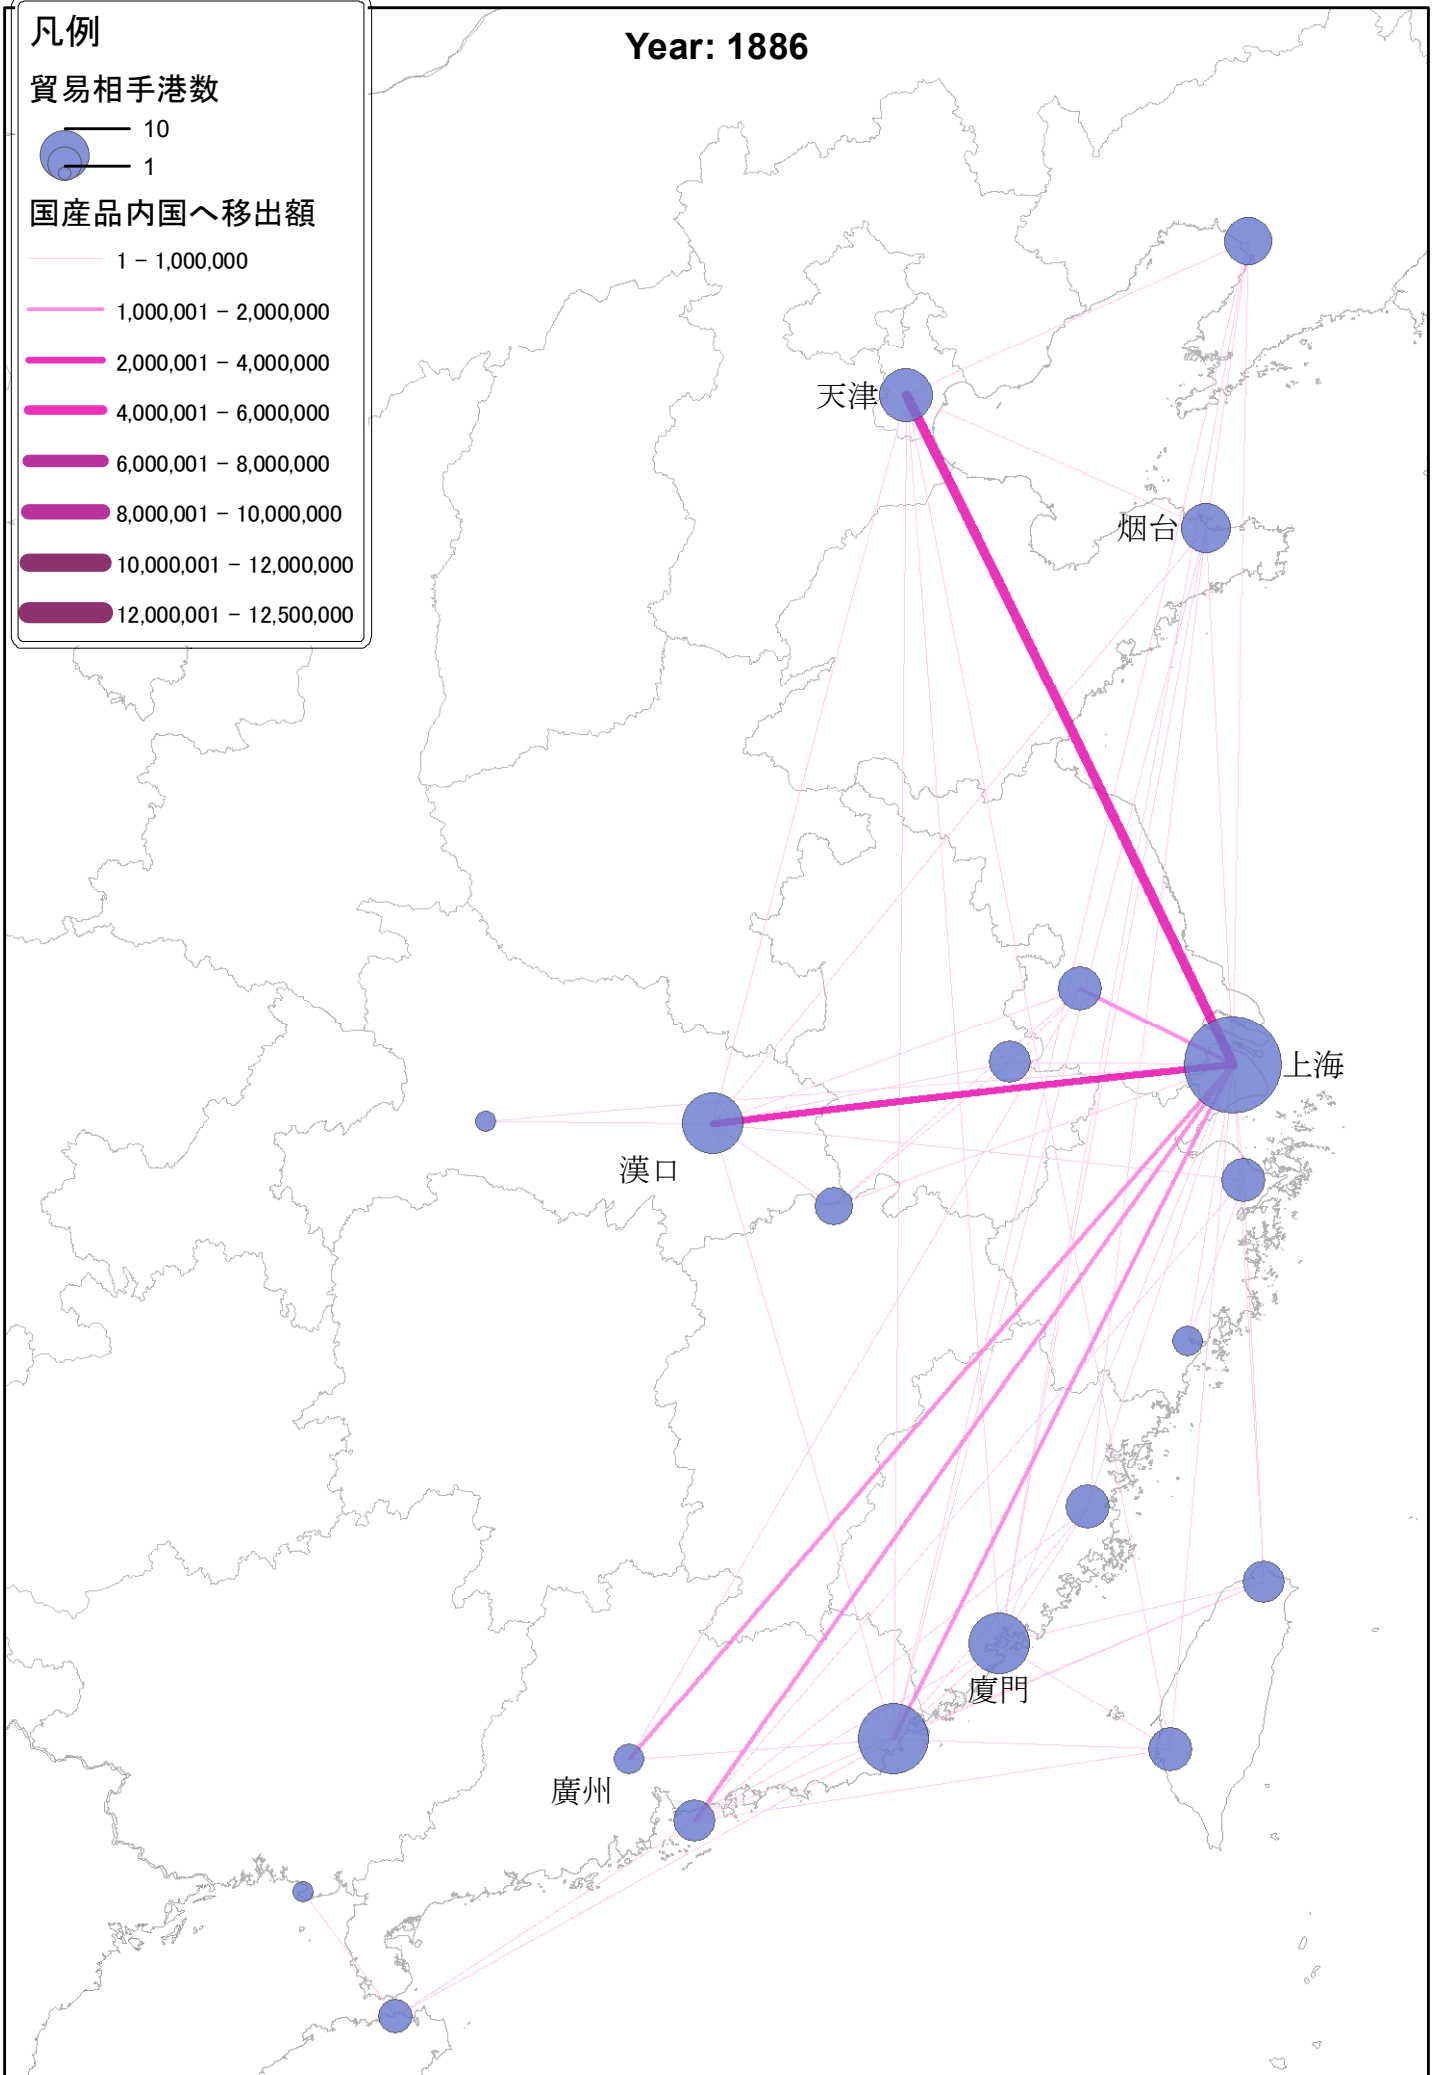 凡例
貿易相手港数
10
1
国産品内国へ移出額
1 – 1,000,000
1,000,001 – 2,000,000
2,000,001 – 4,000,000
4,000,001 – 6,000,000
6,000,001 – 8,000,000
8,000,001 – 10,000,000
10,000,001 – 12,000,000
12,000,001 – 12,500,000
Year: 1886
天津
烟台
上海
漢口
廈門
廣州